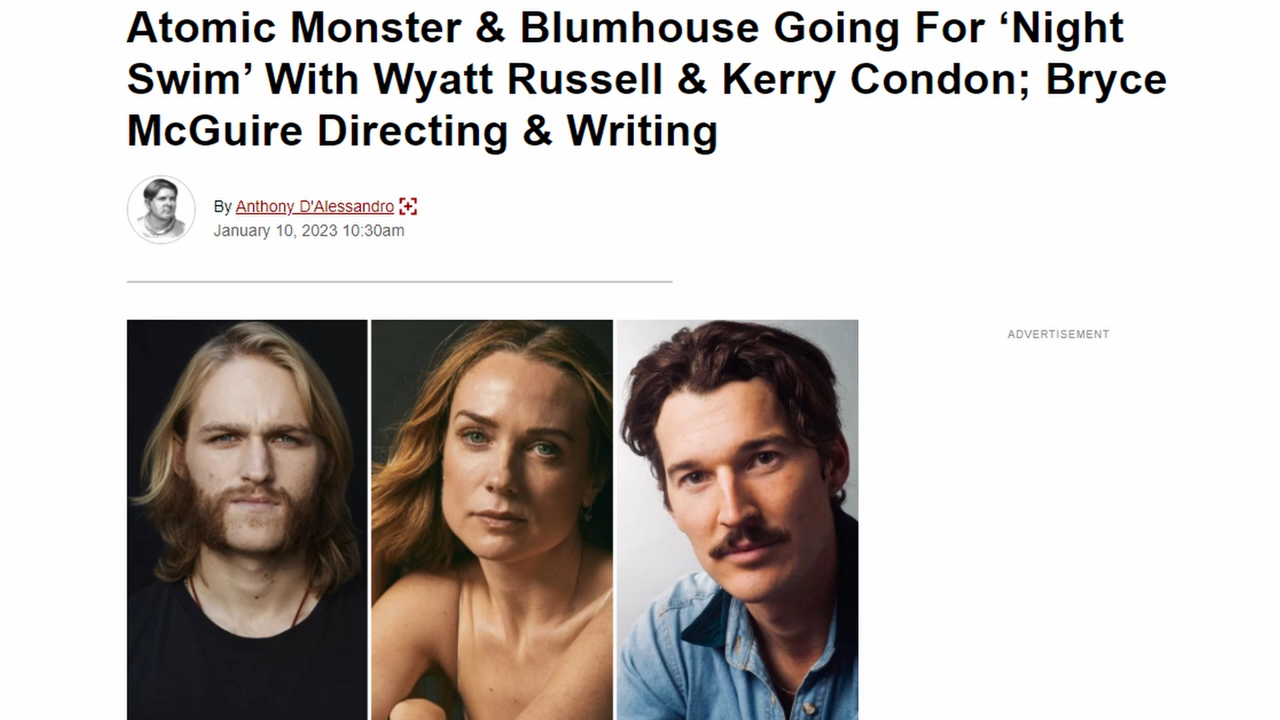 Atomic Monster & Blumhouse Going For ‘Night
Swim’ With Wyatt Russell & Kerry Condon; Bryce
McGuire Directing & Writing
By Anthony D'Alessandro
January 10, 2023 10:30am
ADVERTISEMENT